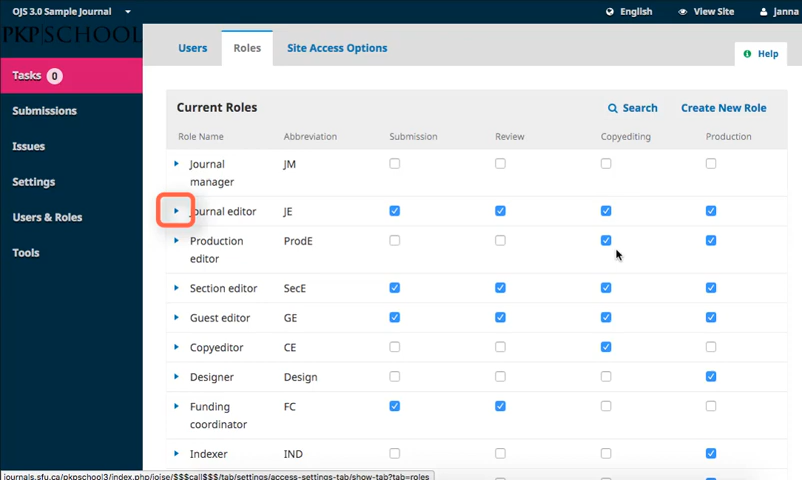 OJS 3.0 Sample Journal English View Site Janna
PKP|SCHOOL
Users Roles Site Access Options
Help
Tasks 0
Submissions
Issues
Settings
Users & Roles
Tools
Current Roles Search Create New Role
Role Name Abbreviation Submission Review Copyediting Production
Journal JM
manager
Journal editor JE
Production ProdE
editor
Section editor SecE
Guest editor GE
Copyeditor CE
Designer Design
Funding FC
coordinator
Indexer IND
journals.sfu.ca/pkpschool3/index.php/joise/$$$call$$$/tab/settings/access-settings-tab/show-tab?tab=roles